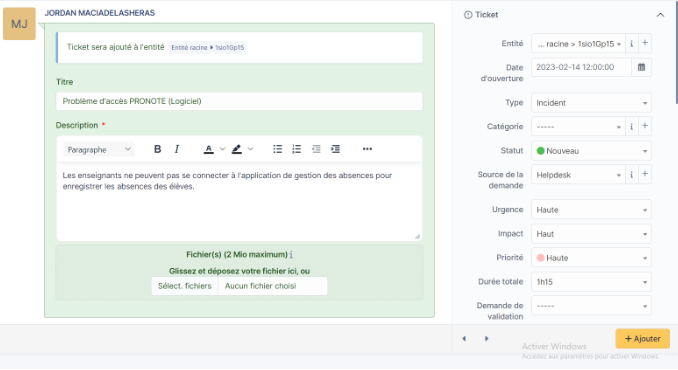 JORDAN MACIADELASHERAS
MJ
Ticket sera ajouté à l'entité Entité racine > 1sio1Gp15
Titre
Problème d'accès PRONOTE (Logiciel)
Description *
Paragraphe B I A
Les enseignants ne peuvent pas se connecter à l'application de gestion des absences pour
enregistrer les absences des élèves.
Fichier(s) (2 Mio maximum) i
Glissez et déposez votre fichier ici, ou
Sélect. fichiers Aucun fichier choisi
Ticket
Entité ... racine > 1sio1Gp15 i +
Date
d'ouverture
2023-02-14 12:00:00
Type Incident
Catégorie ----- i +
Statut Nouveau
Source de la
demande
Helpdesk i +
Urgence Haute
Impact Haut
Priorité Haute
Durée totale 1h15
Demande de
validation
-----
+ Ajouter
Activer Windows
Accédez aux paramètres pour activer Windows.